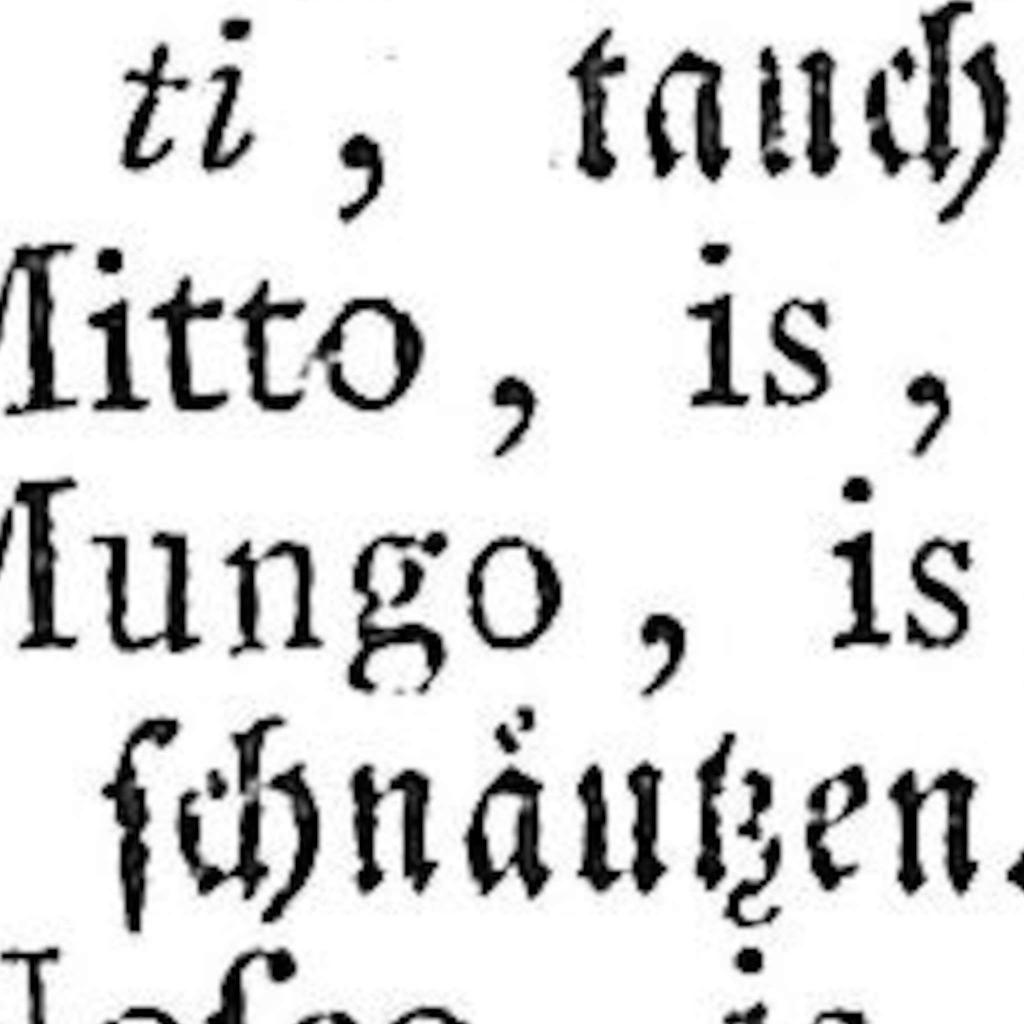 ti, tauch
Mitto, is,
Mungo, is
ſchnäutzen.